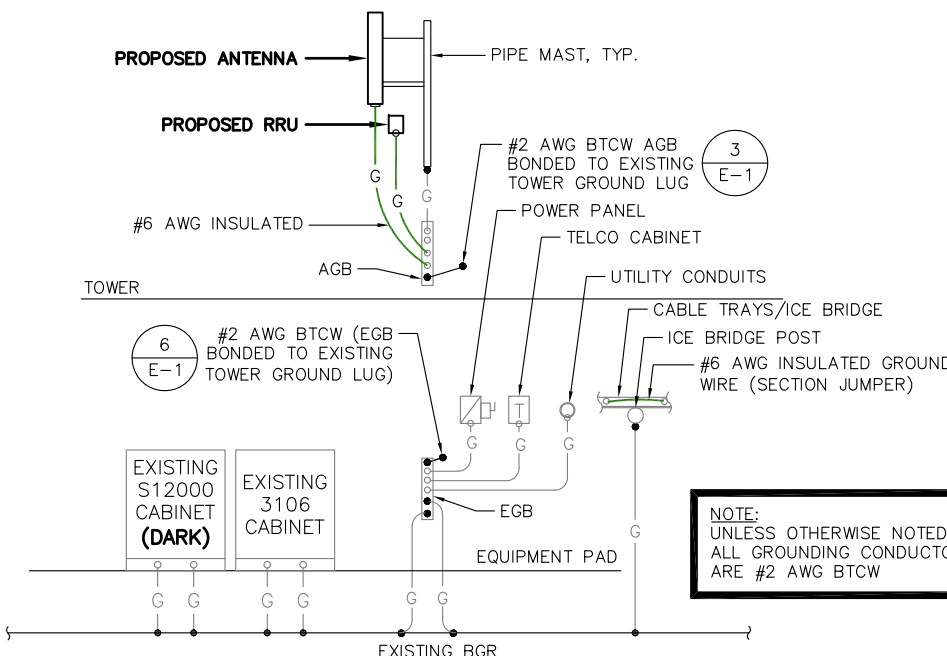 PROPOSED ANTENNA
PIPE MAST, TYP.
PROPOSED RRU
#2 AWG BTCW AGB
BONDED TO EXISTING
TOWER GROUND LUG
3
E-1
G
G
G
#6 AWG INSULATED
POWER PANEL
TELCO CABINET
AGB
UTILITY CONDUITS
TOWER
CABLE TRAYS/ICE BRIDGE
ICE BRIDGE POST
#6 AWG INSULATED GROUND
WIRE (SECTION JUMPER)
6
E-1
#2 AWG BTCW (EGB
BONDED TO EXISTING
TOWER GROUND LUG)
T
G
G
G
EXISTING
S12000
CABINET
(DARK)
EXISTING
3106
CABINET
EGB
NOTE:
UNLESS OTHERWISE NOTED
ALL GROUNDING CONDUCTO
ARE #2 AWG BTCW
G
EQUIPMENT PAD
G
G
G
G
G
G
EXISTING BGR